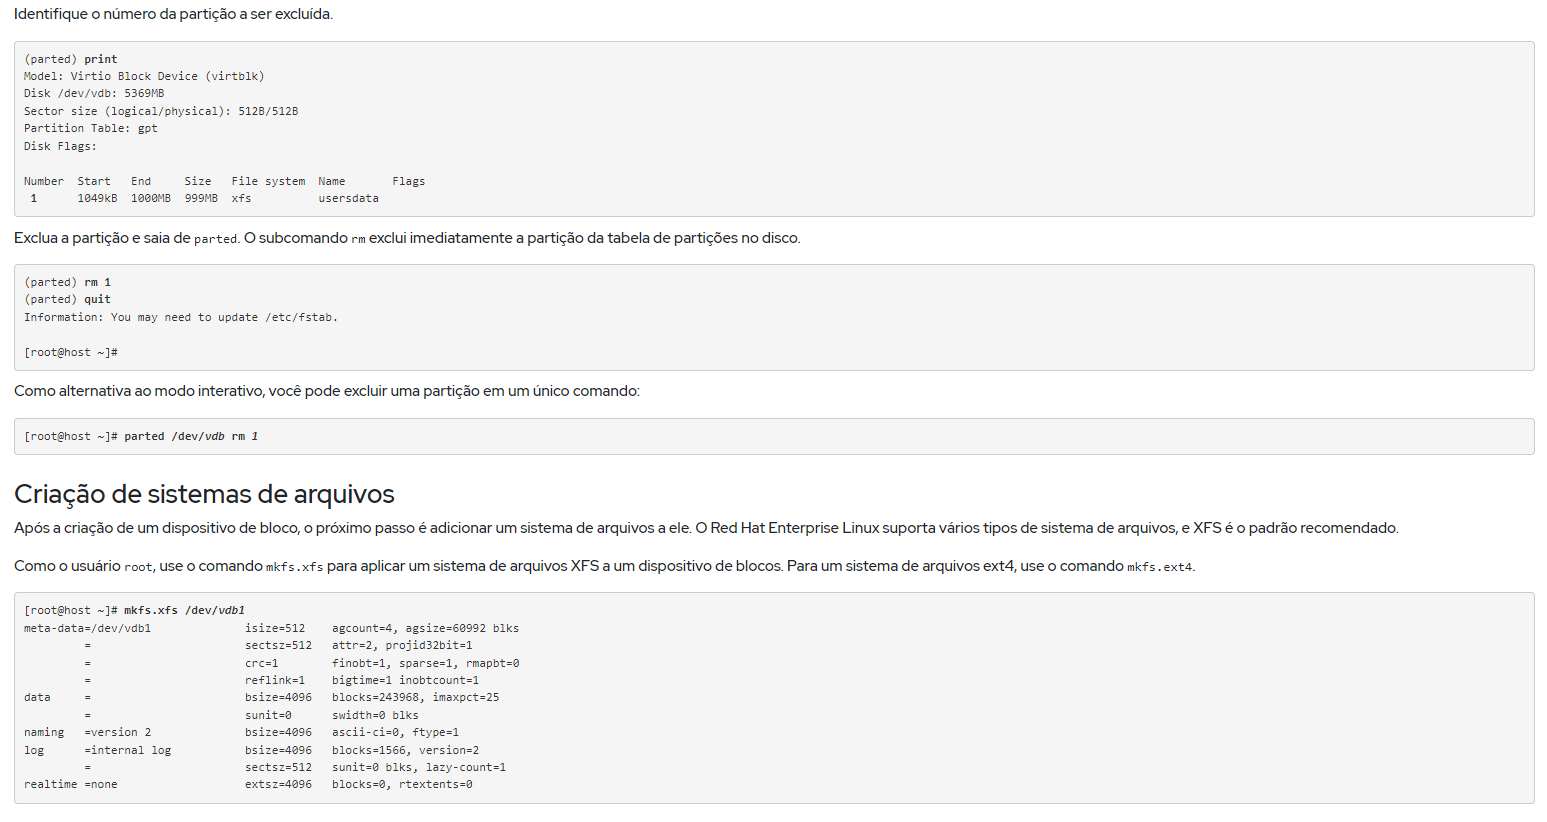 Identifique o número da partição a ser excluída.
(parted) print
Model: Virtio Block Device (virtblk)
Disk /dev/vdb: 5369MB
Sector size (logical/physical): 512B/512B
Partition Table: gpt
Disk Flags:
Number  Start   End     Size   File system  Name       Flags
 1      1049kB  1000MB  999MB  xfs          usersdata
Exclua a partição e saia de parted. O subcomando rm exclui imediatamente a partição da tabela de partições no disco.
(parted) rm 1
(parted) quit
Information: You may need to update /etc/fstab.
[root@host ~]#
Como alternativa ao modo interativo, você pode excluir uma partição em um único comando:
[root@host ~]# parted /dev/vdb rm 1
Criação de sistemas de arquivos
Após a criação de um dispositivo de bloco, o próximo passo é adicionar um sistema de arquivos a ele. O Red Hat Enterprise Linux suporta vários tipos de sistema de arquivos, e XFS é o padrão recomendado.
Como o usuário root, use o comando mkfs.xfs para aplicar um sistema de arquivos XFS a um dispositivo de blocos. Para um sistema de arquivos ext4, use o comando mkfs.ext4.
[root@host ~]# mkfs.xfs /dev/vdb1
meta-data=/dev/vdb1              isize=512    agcount=4, agsize=60992 blks
         =                       sectsz=512   attr=2, projid32bit=1
         =                       crc=1        finobt=1, sparse=1, rmapbt=0
         =                       reflink=1    bigtime=1 inobtcount=1
data     =                       bsize=4096   blocks=243968, imaxpct=25
         =                       sunit=0      swidth=0 blks
naming   =version 2              bsize=4096   ascii-ci=0, ftype=1
log      =internal log           bsize=4096   blocks=1566, version=2
         =                       sectsz=512   sunit=0 blks, lazy-count=1
realtime =none                   extsz=4096   blocks=0, rtextents=0